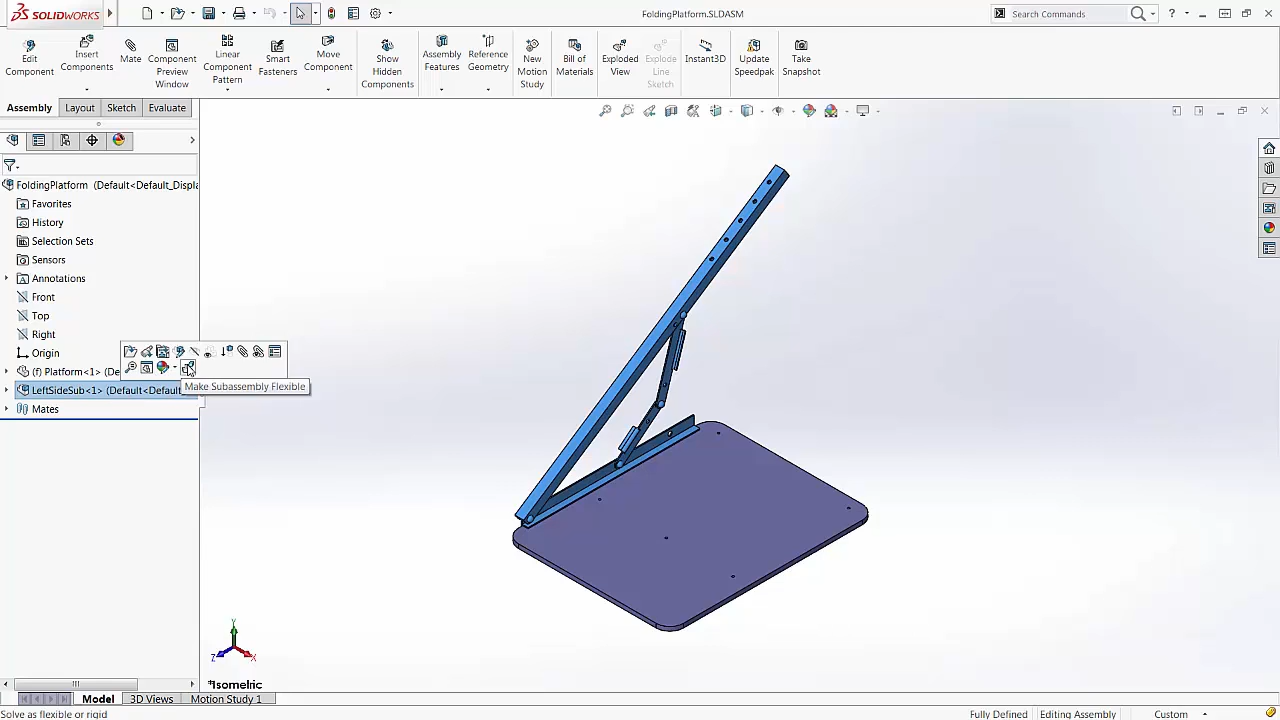 SOLIDWORKS
FoldingPlatform.SLDASM
Search Commands
?
Edit Component
Insert Components
Mate
Component Preview Window
Linear Component Pattern
Smart Fasteners
Move Component
Show Hidden Components
Assembly Features
Reference Geometry
New Motion Study
Bill of Materials
Exploded View
Explode Line Sketch
Instant3D
Update Speedpak
Take Snapshot
Assembly
Layout
Sketch
Evaluate
FoldingPlatform (Default<Default_Displa
Favorites
History
Selection Sets
Sensors
Annotations
Front
Top
Right
Origin
(f) Platform<1> (De
LeftSideSub<1> (Default<Default
Make Subassembly Flexible
Mates
Y
Z
X
*Isometric
Model
3D Views
Motion Study 1
Solve as flexible or rigid
Fully Defined
Editing Assembly
Custom